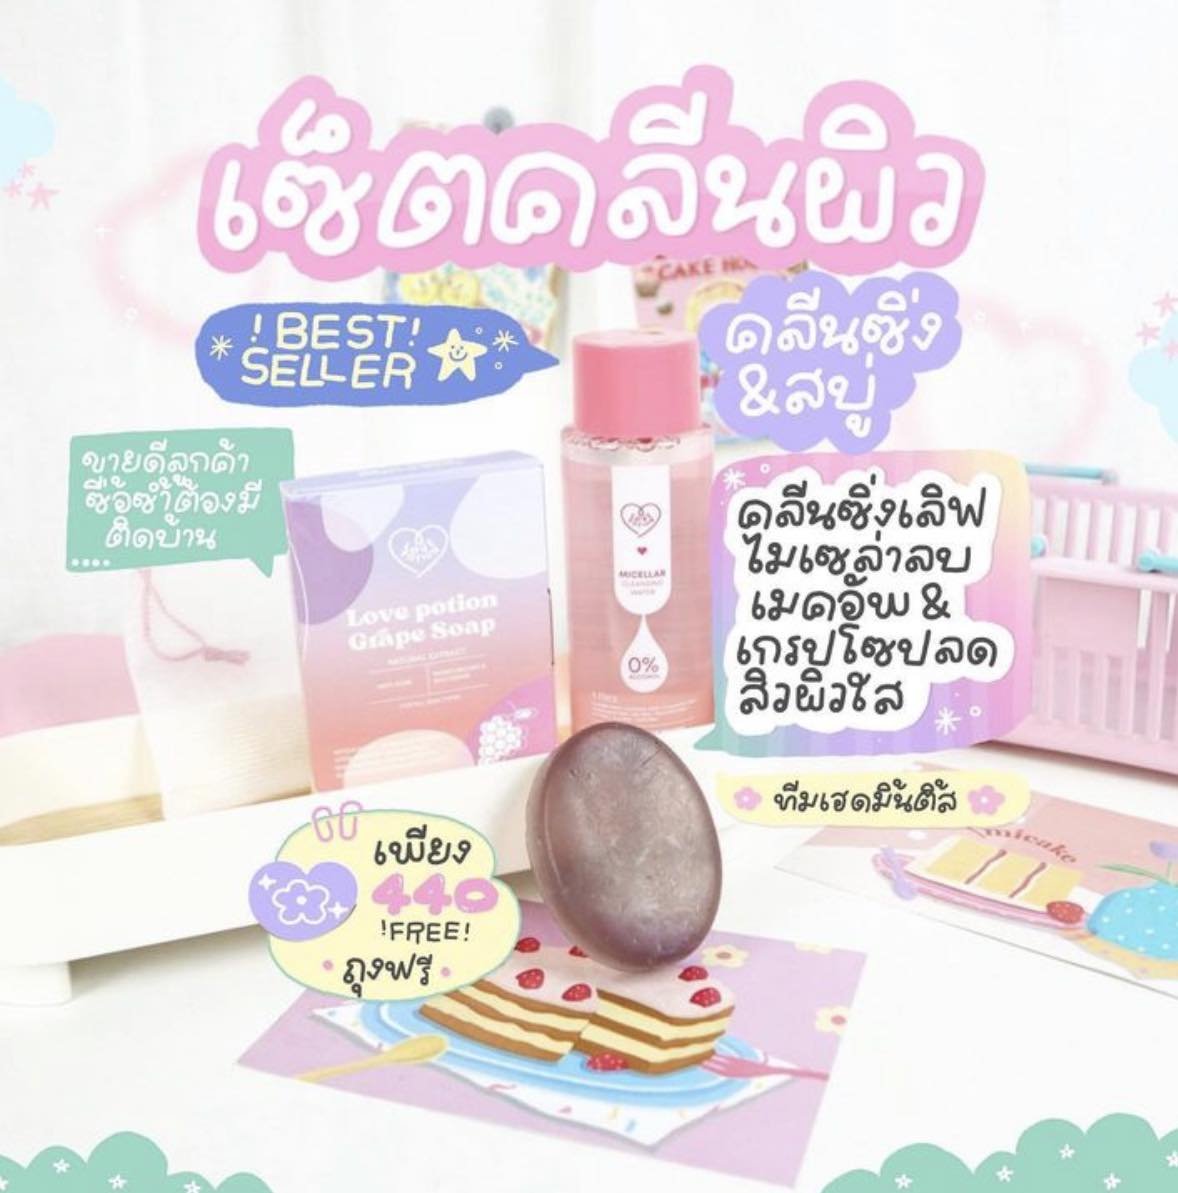 เซ็ตคลีนผิว
CAKE
! BEST!
SELLER
คลีนซิ่ง
&สบู่
ขายดีลูกค้า
ซื้อซ้ำต้องมี
ติดบ้าน
คลีนซิ่งเลิฟ
ไมเซล่าลบ
เมคอัพ &
เกรปโซปลด
สิวผิวใส
MICELLAR
CLEANSING
WATER
0%
ALCOHOL
Love potion
Grape Soap
NATURAL EXTRACT
ทีมเฮดมิ้นติ้ส
micake
เพียง
440
!FREE!
ถุงฟรี